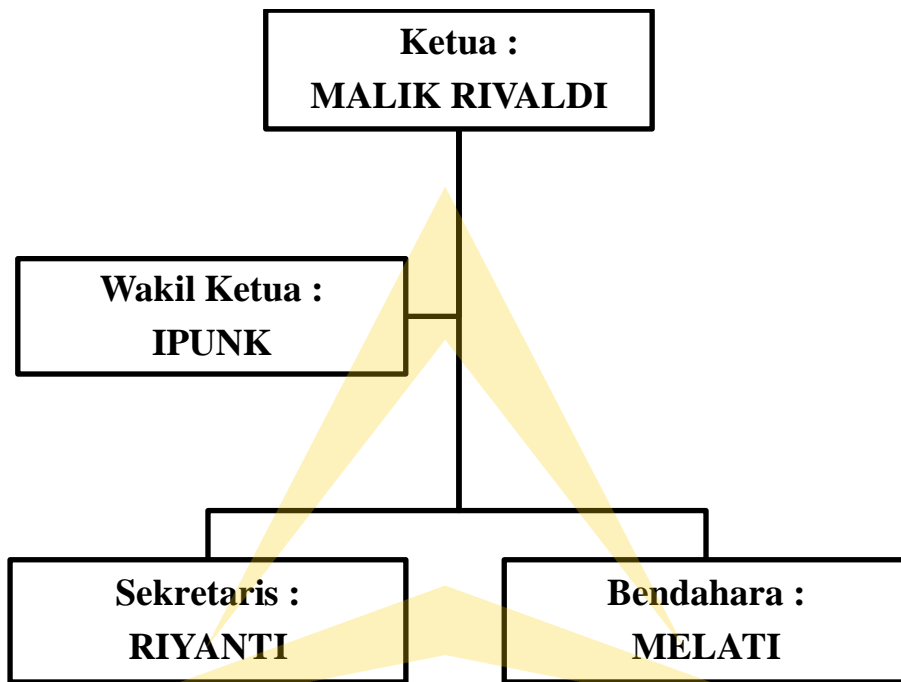 Ketua :
MALIK RIVALDI
Wakil Ketua :
IPUNK
Sekretaris :
RIYANTI
Bendahara :
MELATI